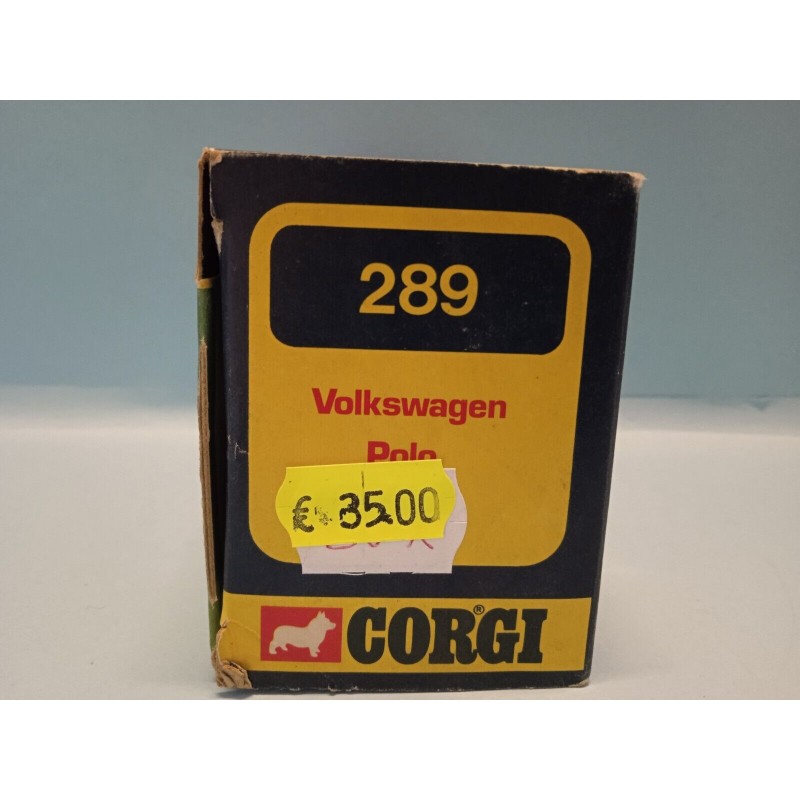 289
Volkswagen
Polo
€ 35.00
CORGI®